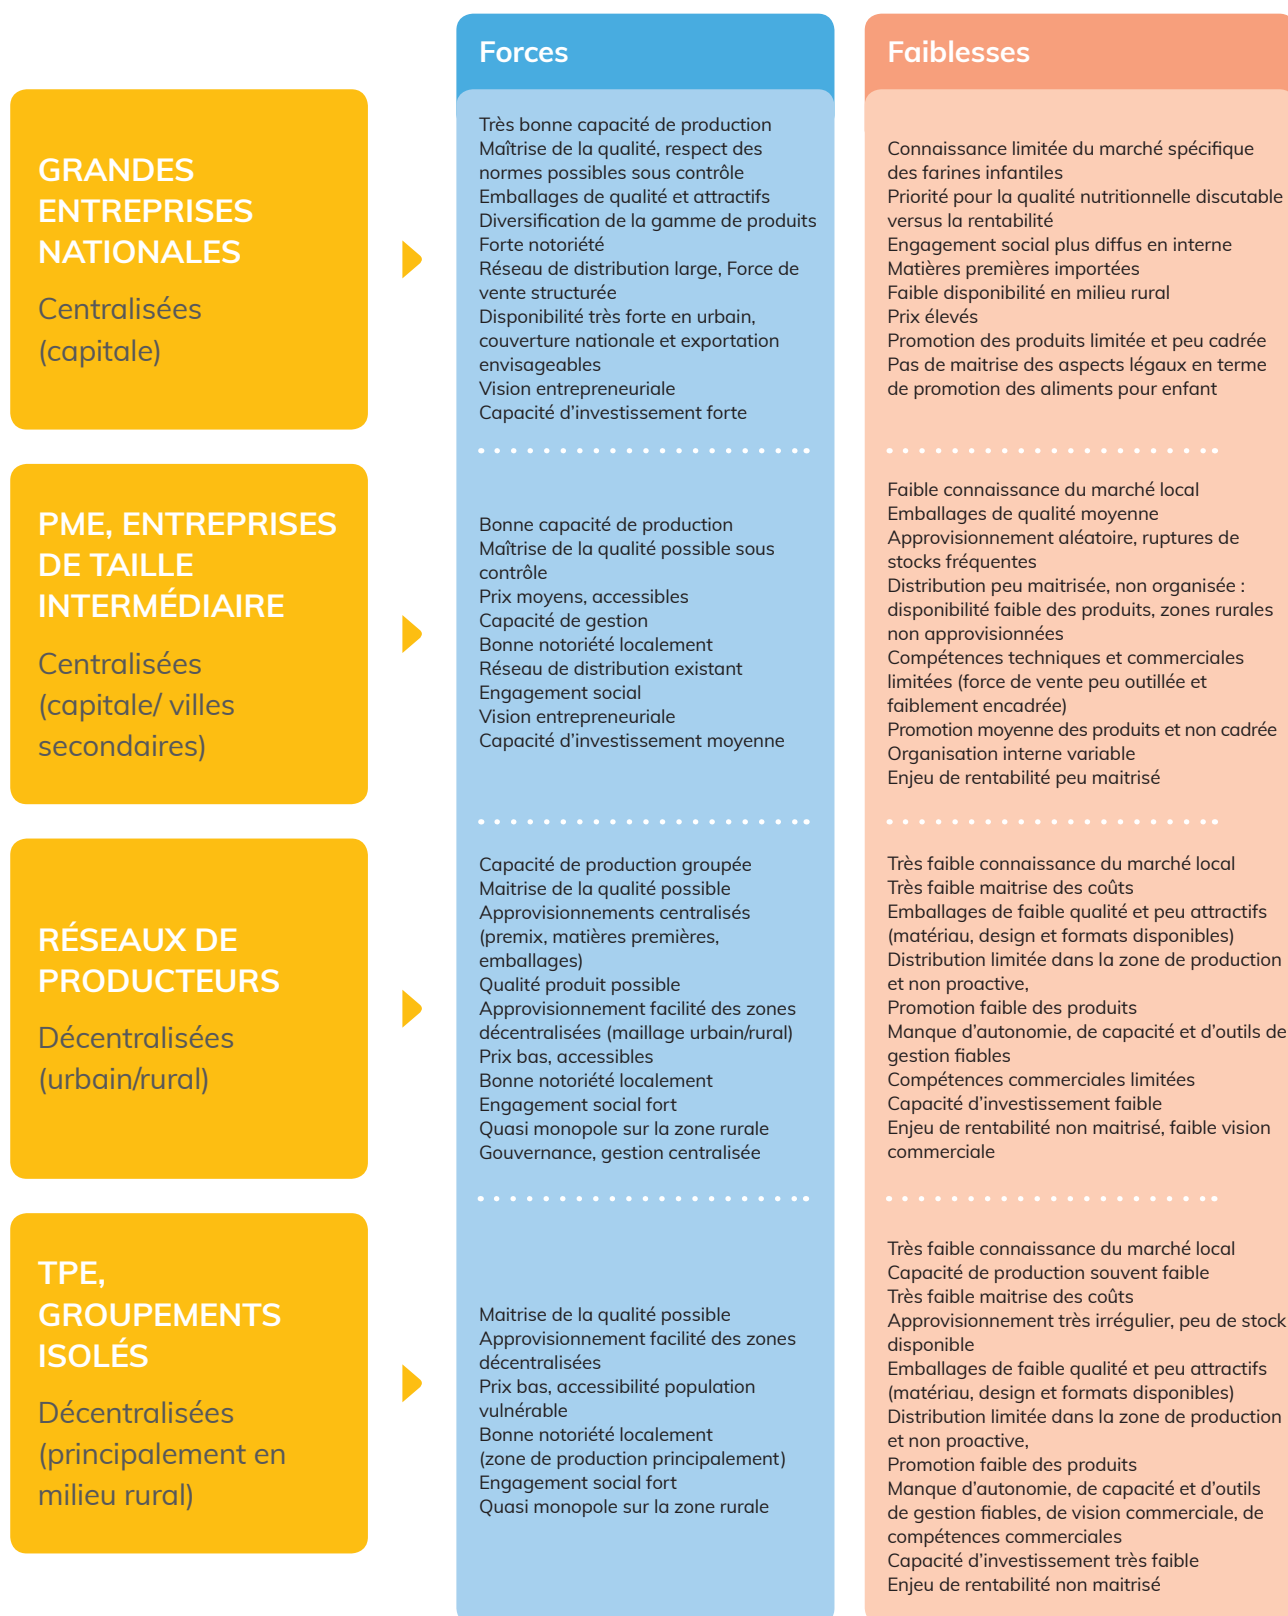 Forces
Faiblesses
GRANDES
ENTREPRISES
NATIONALES
Centralisées
(capitale)
Très bonne capacité de production
Maîtrise de la qualité, respect des
normes possibles sous contrôle
Emballages de qualité et attractifs
Diversification de la gamme de produits
Forte notoriété
Réseau de distribution large, Force de
vente structurée
Disponibilité très forte en urbain,
couverture nationale et exportation
envisageables
Vision entrepreneuriale
Capacité d’investissement forte
Connaissance limitée du marché spécifique
des farines infantiles
Priorité pour la qualité nutritionnelle discutable
versus la rentabilité
Engagement social plus diffus en interne
Matières premières importées
Faible disponibilité en milieu rural
Prix élevés
Promotion des produits limitée et peu cadrée
Pas de maitrise des aspects légaux en terme
de promotion des aliments pour enfant
PME, ENTREPRISES
DE TAILLE
INTERMÉDIAIRE
Centralisées
(capitale/ villes
secondaires)
Bonne capacité de production
Maîtrise de la qualité possible sous
contrôle
Prix moyens, accessibles
Capacité de gestion
Bonne notoriété localement
Réseau de distribution existant
Engagement social
Vision entrepreneuriale
Capacité d’investissement moyenne
Faible connaissance du marché local
Emballages de qualité moyenne
Approvisionnement aléatoire, ruptures de
stocks fréquentes
Distribution peu maitrisée, non organisée :
disponibilité faible des produits, zones rurales
non approvisionnées
Compétences techniques et commerciales
limitées (force de vente peu outillée et
faiblement encadrée)
Promotion moyenne des produits et non cadrée
Organisation interne variable
Enjeu de rentabilité peu maitrisé
RÉSEAUX DE
PRODUCTEURS
Décentralisées
(urbain/rural)
Capacité de production groupée
Maitrise de la qualité possible
Approvisionnements centralisés
(premix, matières premières,
emballages)
Qualité produit possible
Approvisionnement facilité des zones
décentralisées (maillage urbain/rural)
Prix bas, accessibles
Bonne notoriété localement
Engagement social fort
Quasi monopole sur la zone rurale
Gouvernance, gestion centralisée
Très faible connaissance du marché local
Très faible maitrise des coûts
Emballages de faible qualité et peu attractifs
(matériau, design et formats disponibles)
Distribution limitée dans la zone de production
et non proactive,
Promotion faible des produits
Manque d’autonomie, de capacité et d’outils de
gestion fiables
Compétences commerciales limitées
Capacité d’investissement faible
Enjeu de rentabilité non maitrisé, faible vision
commerciale
TPE,
GROUPEMENTS
ISOLÉS
Décentralisées
(principalement en
milieu rural)
Maitrise de la qualité possible
Approvisionnement facilité des zones
décentralisées
Prix bas, accessibilité population
vulnérable
Bonne notoriété localement
(zone de production principalement)
Engagement social fort
Quasi monopole sur la zone rurale
Très faible connaissance du marché local
Capacité de production souvent faible
Très faible maitrise des coûts
Approvisionnement très irrégulier, peu de stock
disponible
Emballages de faible qualité et peu attractifs
(matériau, design et formats disponibles)
Distribution limitée dans la zone de production
et non proactive,
Promotion faible des produits
Manque d’autonomie, de capacité et d’outils
de gestion fiables, de vision commerciale, de
compétences commerciales
Capacité d’investissement très faible
Enjeu de rentabilité non maitrisé